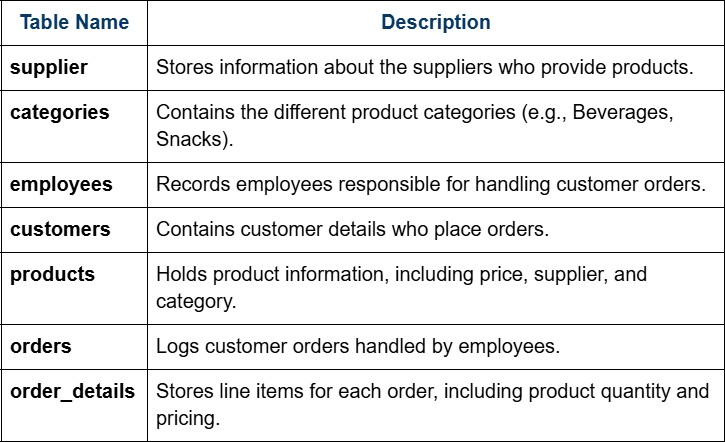 Table Name Description
supplier Stores information about the suppliers who provide products.
categories Contains the different product categories (e.g., Beverages,
Snacks).
employees Records employees responsible for handling customer orders.
customers Contains customer details who place orders.
products Holds product information, including price, supplier, and
category.
orders Logs customer orders handled by employees.
order_details Stores line items for each order, including product quantity and
pricing.